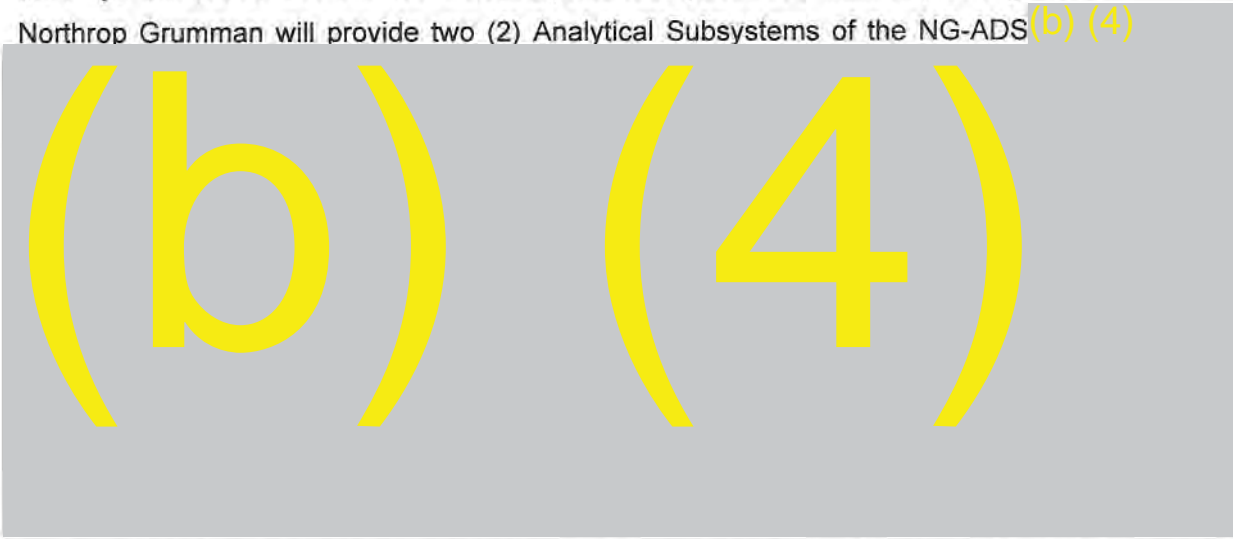 Northrop Grumman will provide two (2) Analytical Subsystems of the NG-ADS(b) (4)
(b) (4)